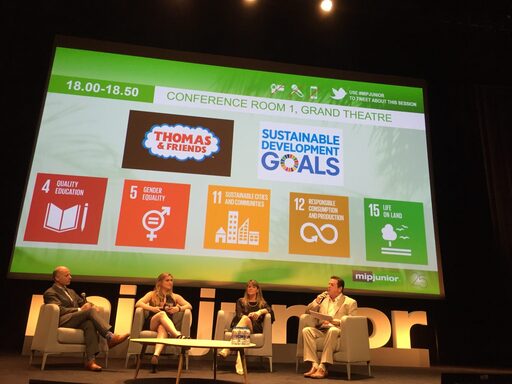 18.00-18.50
USE #MIPJUNIOR
TO TWEET ABOUT THIS SESSION
CONFERENCE ROOM 1, GRAND THEATRE
THOMAS
& FRIENDS
SUSTAINABLE
DEVELOPMENT
GOALS
4 QUALITY
EDUCATION
5 GENDER
EQUALITY
11 SUSTAINABLE CITIES
AND COMMUNITIES
12 RESPONSIBLE
CONSUMPTION
AND PRODUCTION
15 LIFE
ON LAND
mipjunior
mipjunior